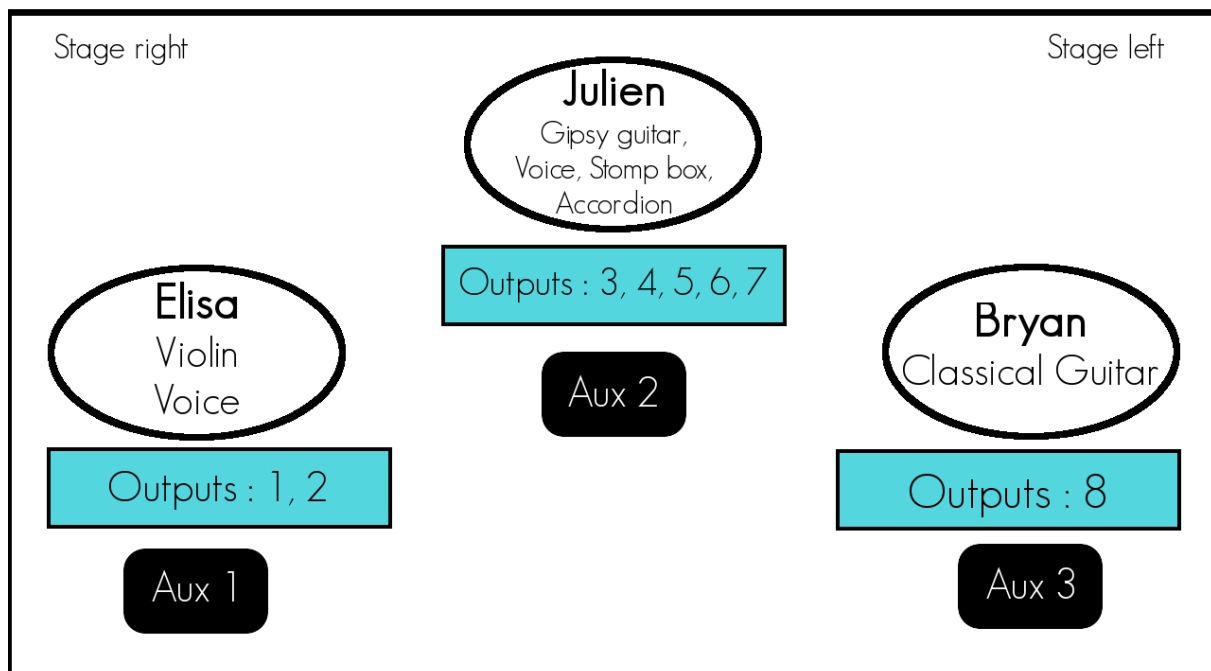 Stage right
Stage left
Julien
Gipsy guitar,
Voice, Stomp box,
Accordion
Outputs : 3, 4, 5, 6, 7
Aux 2
Elisa
Violin
Voice
Outputs : 1, 2
Aux 1
Bryan
Classical Guitar
Outputs : 8
Aux 3